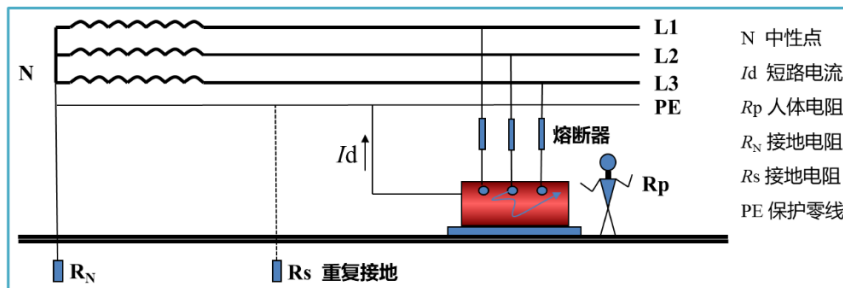 L1
L2
N
L3
PE
Id
熔断器
Rp
RN
Rs 重复接地
N 中性点
Id 短路电流
Rp 人体电阻
RN 接地电阻
Rs 接地电阻
PE 保护零线